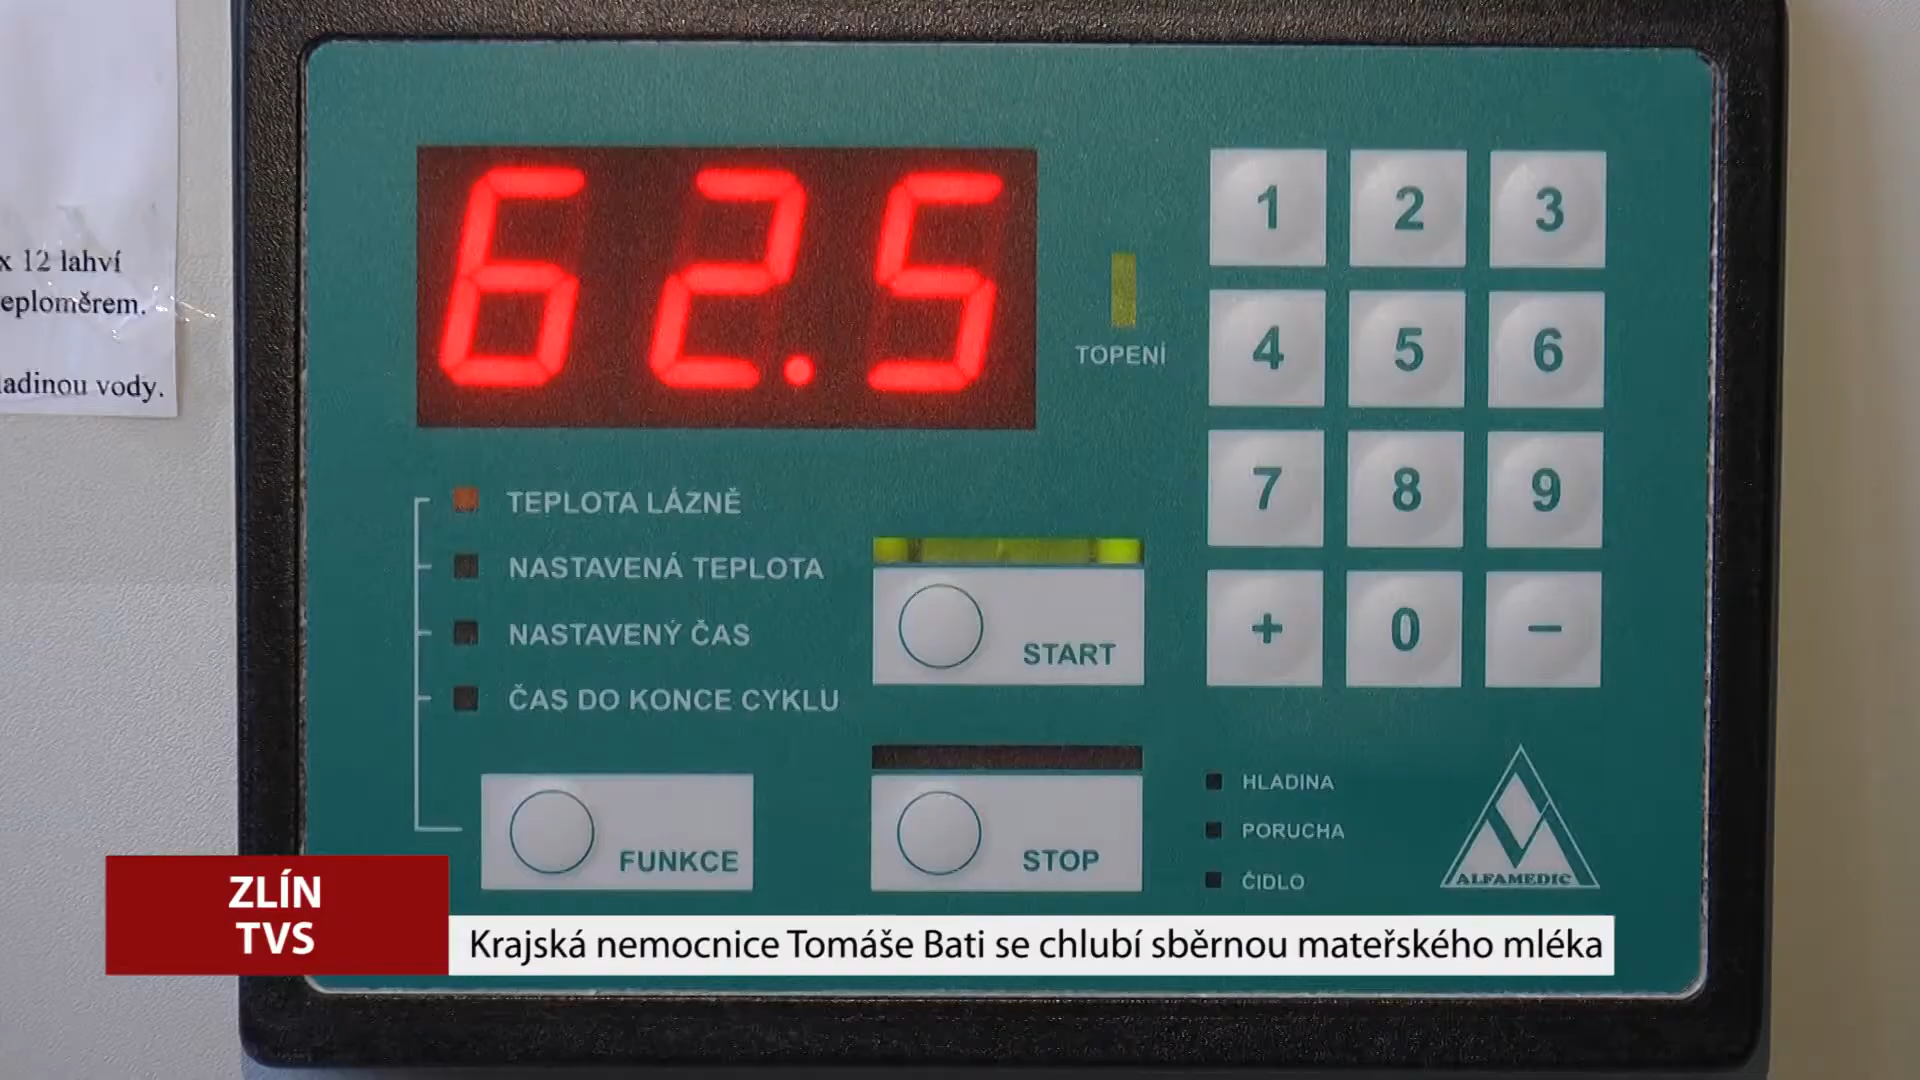 x 12 lahví
eploměrem.
ladinou vody.
62.5
TOPENÍ
1 2 3
4 5 6
7 8 9
+ 0 −
TEPLOTA LÁZNĚ
NASTAVENÁ TEPLOTA
NASTAVENÝ ČAS
ČAS DO KONCE CYKLU
START
FUNKCE
STOP
HLADINA
PORUCHA
ČIDLO
ALFAMEDIC
ZLÍN
TVS
Krajská nemocnice Tomáše Bati se chlubí sběrnou mateřského mléka